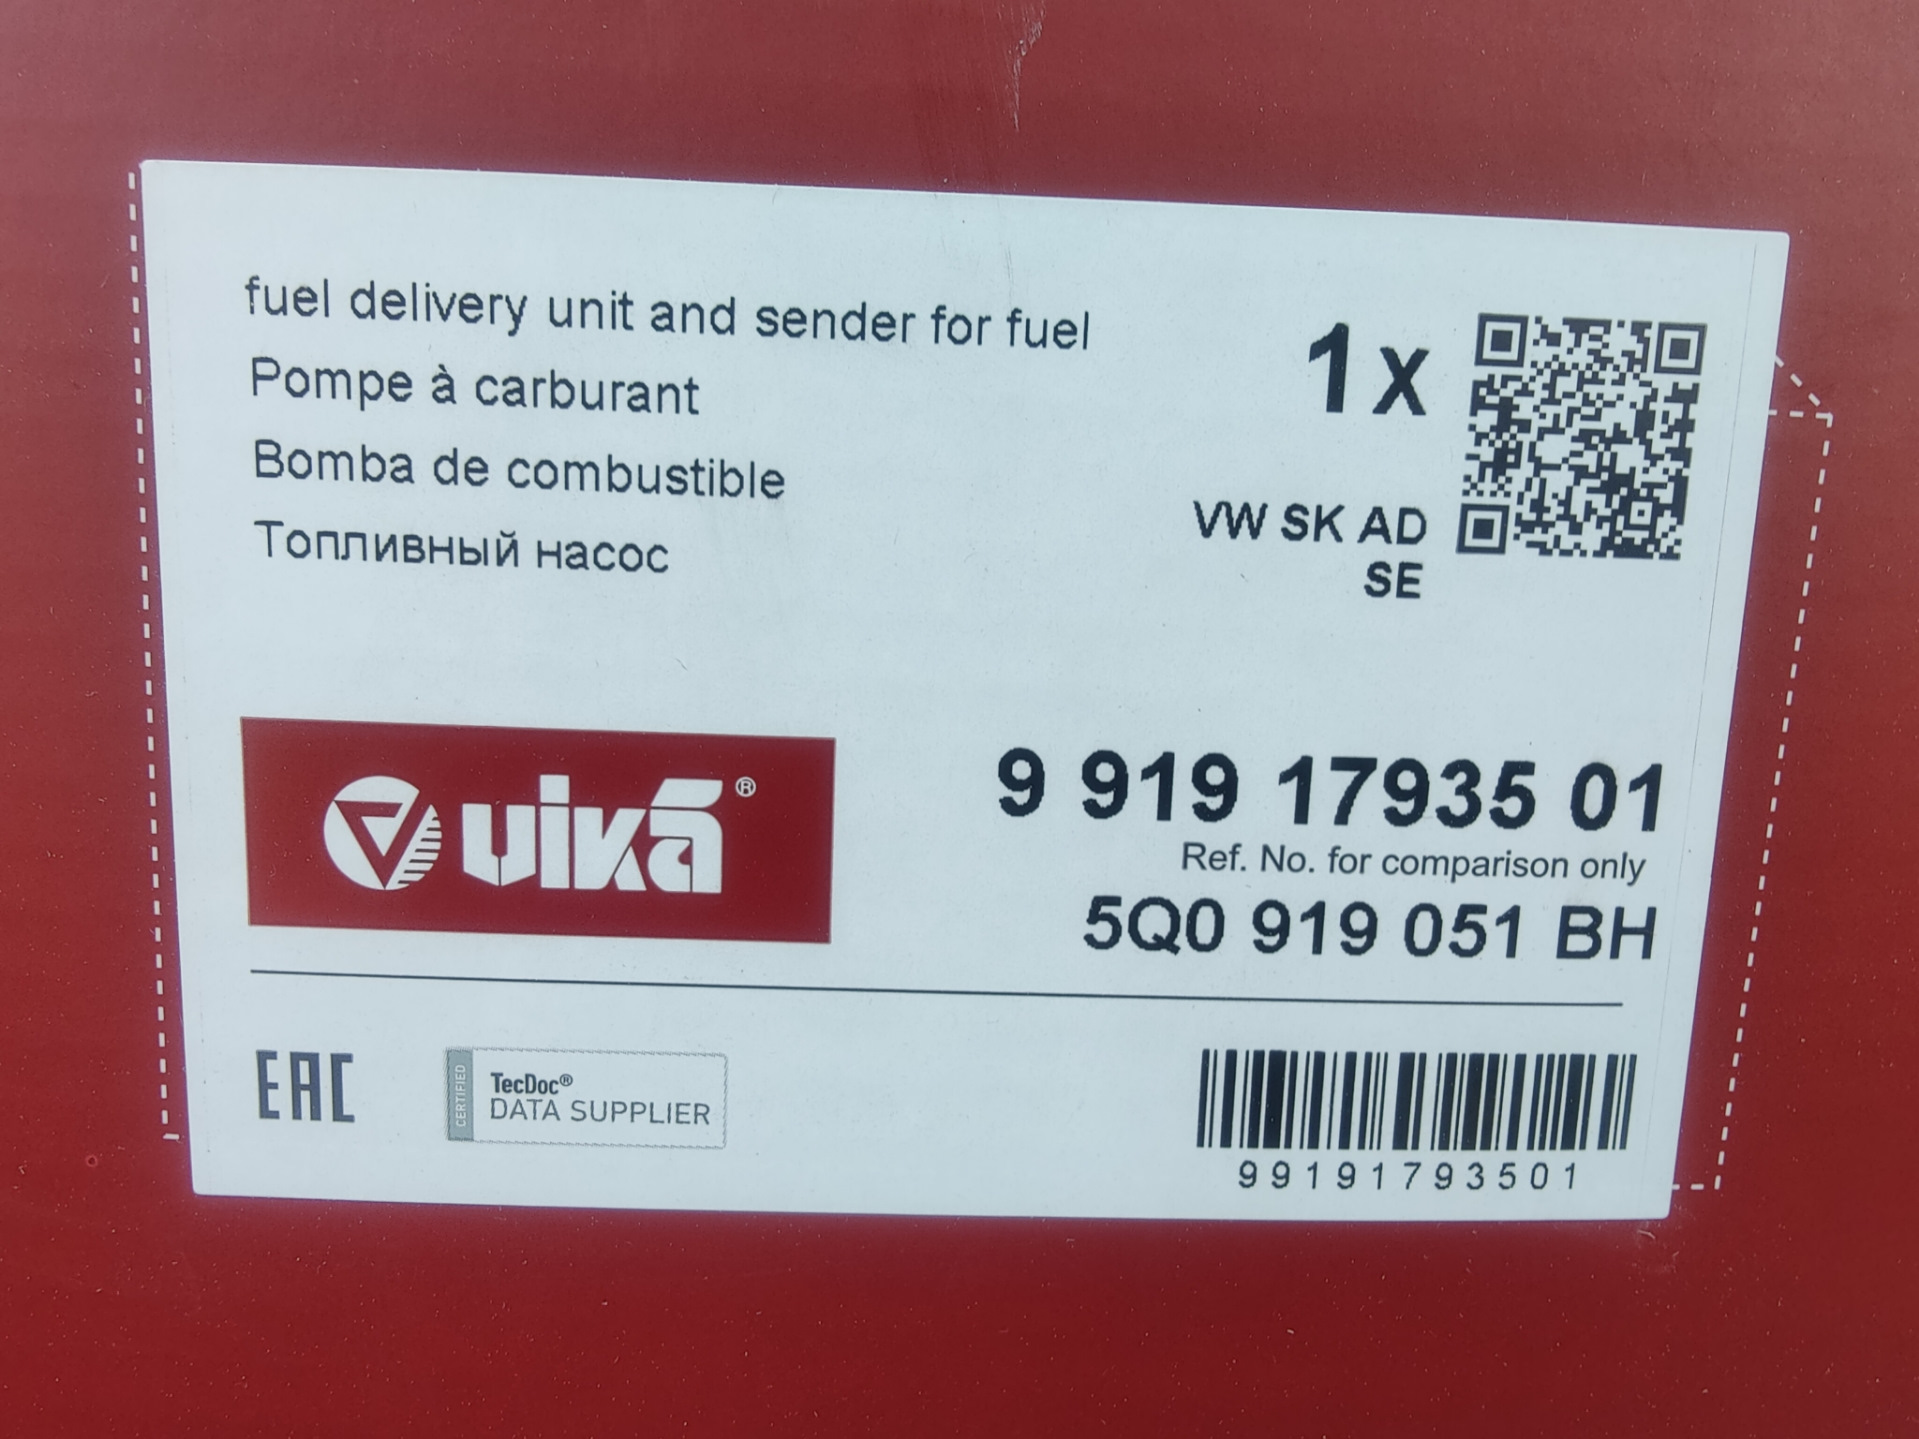 fuel delivery unit and sender for fuel
Pompe à carburant
Bomba de combustible
Топливный насос
1x
VW SK AD
SE
vika®
9 919 17935 01
Ref. No. for comparison only
5Q0 919 051 BH
EAC
CERTIFIED
TecDoc®
DATA SUPPLIER
99191793501